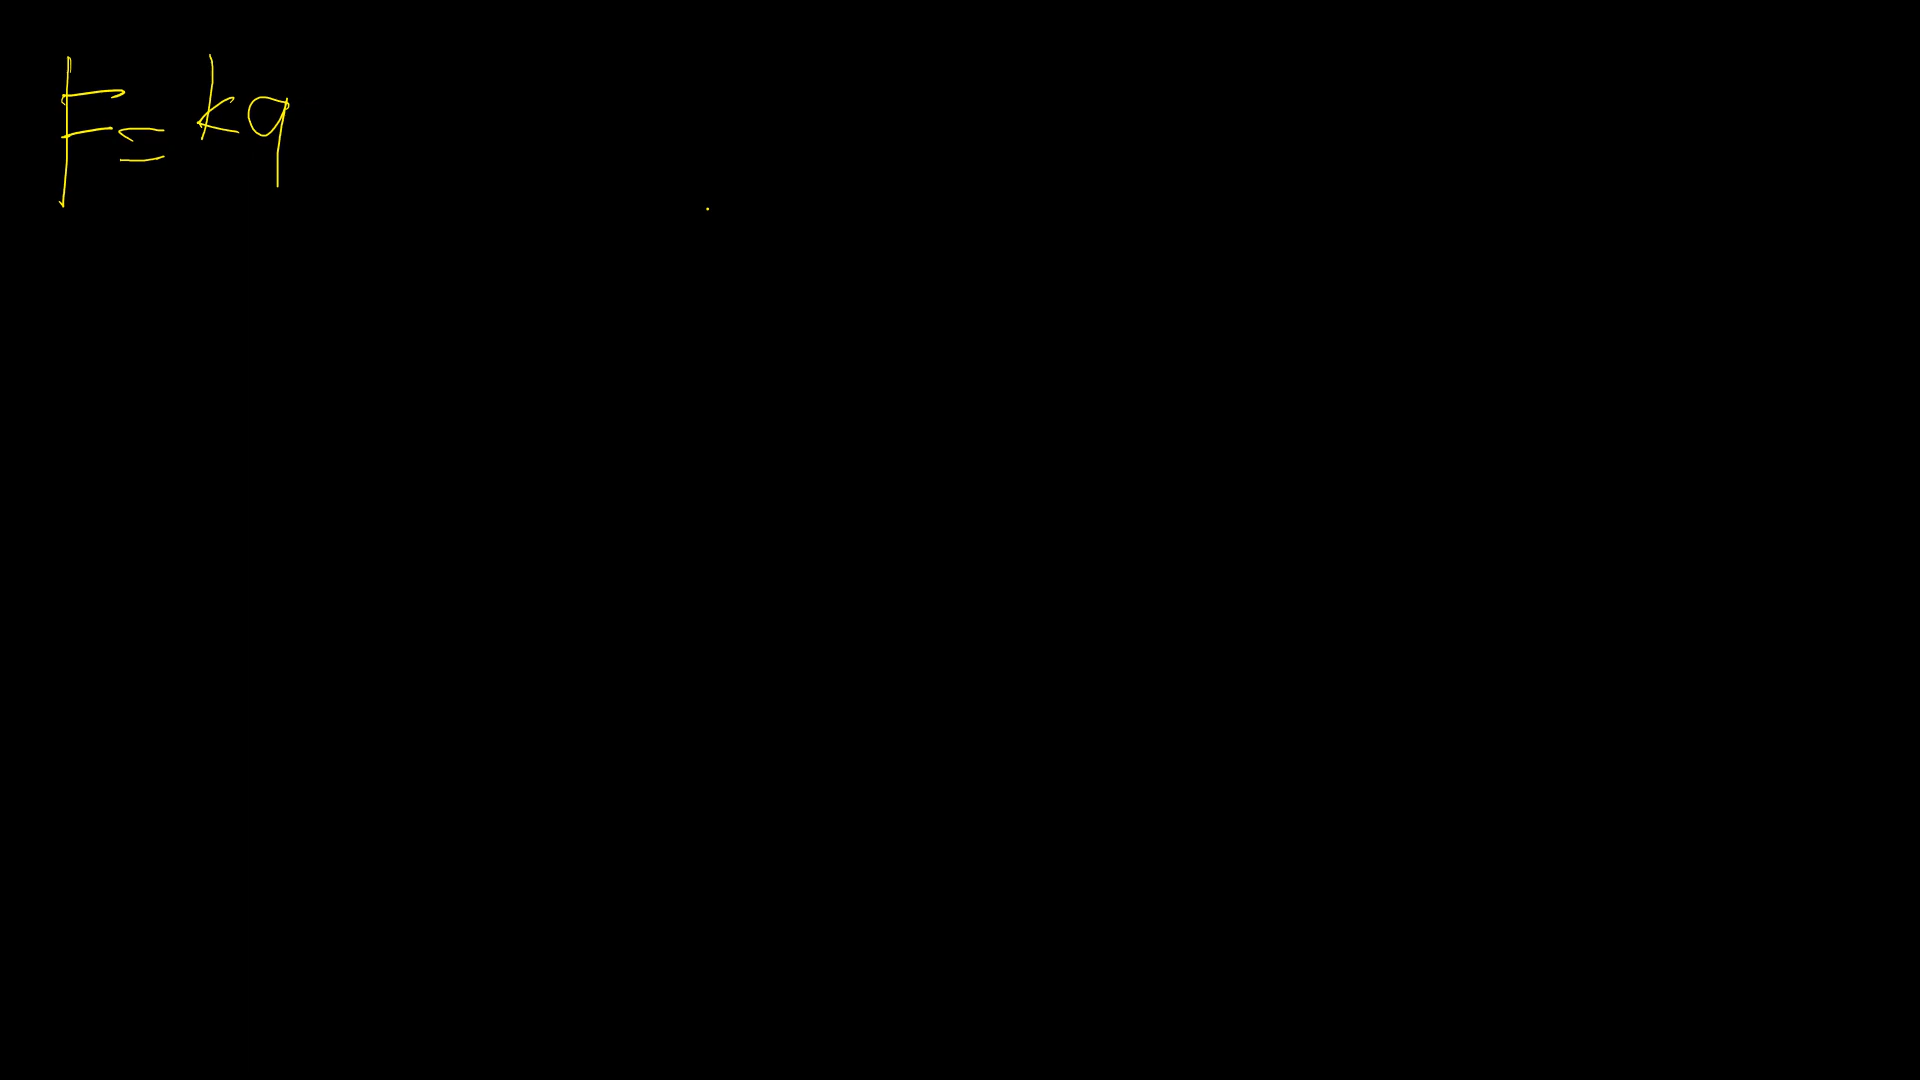 F = kq